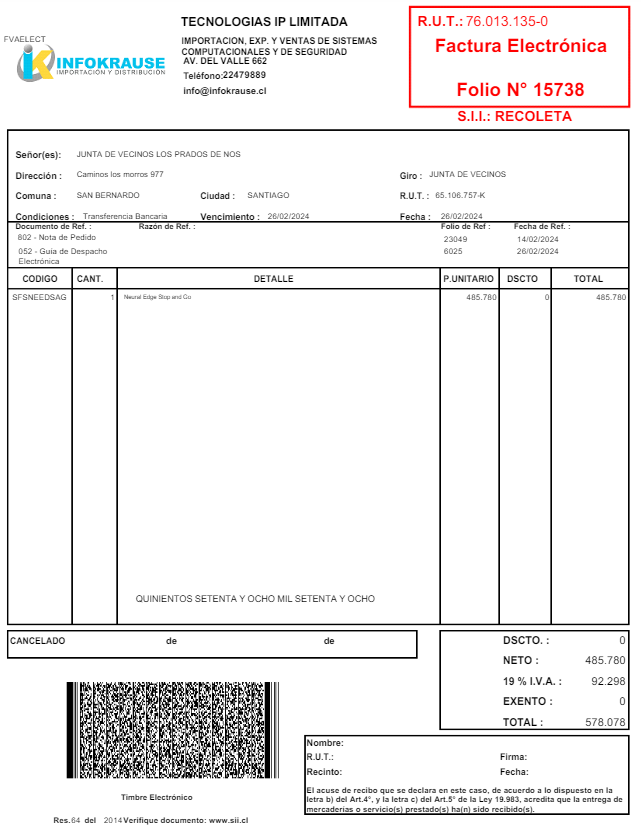 FVAELECT
INFOKRAUSE
IMPORTACION Y DISTRIBUCION
TECNOLOGIAS IP LIMITADA
IMPORTACION, EXP. Y VENTAS DE SISTEMAS
COMPUTACIONALES Y DE SEGURIDAD
AV. DEL VALLE 662
Teléfono:22479889
info@infokrause.cl
R.U.T.: 76.013.135-0
Factura Electrónica
Folio N° 15738
S.I.I.: RECOLETA
Señor(es): JUNTA DE VECINOS LOS PRADOS DE NOS
Dirección : Caminos los morros 977 Giro : JUNTA DE VECINOS
Comuna : SAN BERNARDO Ciudad : SANTIAGO R.U.T. : 65.106.757-K
Condiciones : Transferencia Bancaria Vencimiento : 26/02/2024 Fecha : 26/02/2024
Documento de Ref. : Razón de Ref. : Folio de Ref : Fecha de Ref. :
802 - Nota de Pedido 23049 14/02/2024
052 - Guía de Despacho 6025 26/02/2024
Electrónica
CODIGO CANT. DETALLE P.UNITARIO DSCTO TOTAL
SFSNEEDSAG 1 Neural Edge Stop and Co 485.780 0 485.780
QUINIENTOS SETENTA Y OCHO MIL SETENTA Y OCHO
CANCELADO de de
DSCTO. : 0
NETO : 485.780
19 % I.V.A. : 92.298
EXENTO : 0
TOTAL : 578.078
Timbre Electrónico
Res.64 del 2014 Verifique documento: www.sii.cl
Nombre:
R.U.T.: Firma:
Recinto: Fecha:
El acuse de recibo que se declara en este caso, de acuerdo a lo dispuesto en la
letra b) del Art.4°, y la letra c) del Art.5° de la Ley 19.983, acredita que la entrega de
mercaderias o servicio(s) prestado(s) ha(n) sido recibido(s).